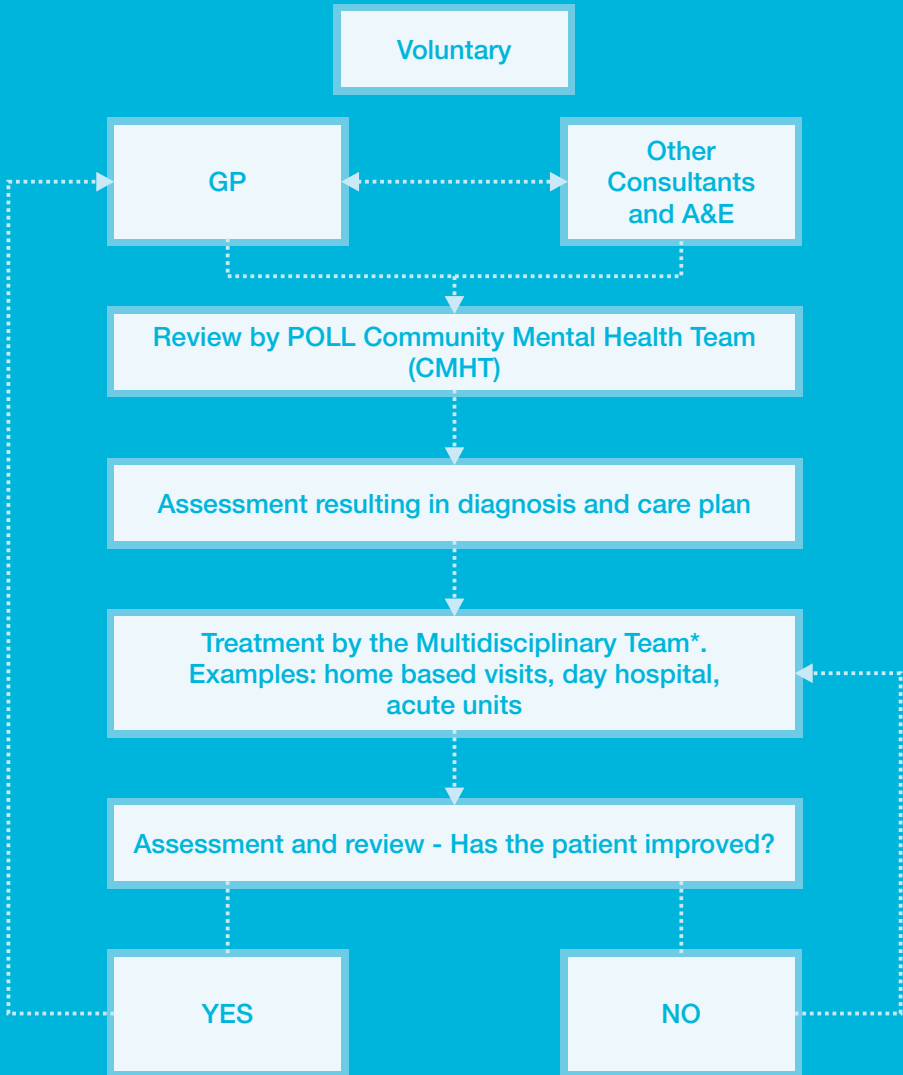 Voluntary
GP
Other
Consultants
and A&E
Review by POLL Community Mental Health Team
(CMHT)
Assessment resulting in diagnosis and care plan
Treatment by the Multidisciplinary Team*.
Examples: home based visits, day hospital,
acute units
Assessment and review - Has the patient improved?
YES
NO